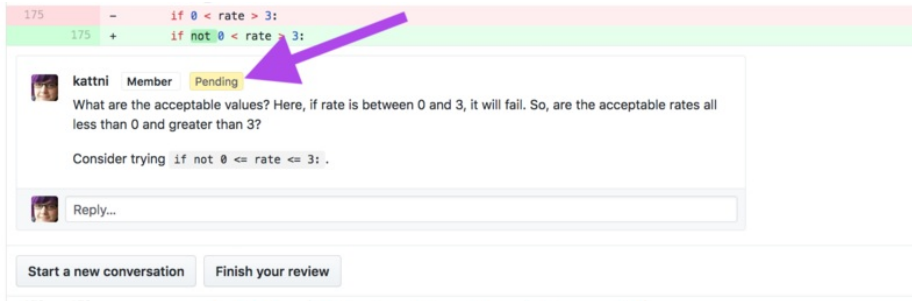 175 - if 0 < rate > 3:
175 + if not 0 < rate > 3:
kattni Member Pending
What are the acceptable values? Here, if rate is between 0 and 3, it will fail. So, are the acceptable rates all
less than 0 and greater than 3?
Consider trying if not 0 <= rate <= 3: .
Reply...
Start a new conversation Finish your review